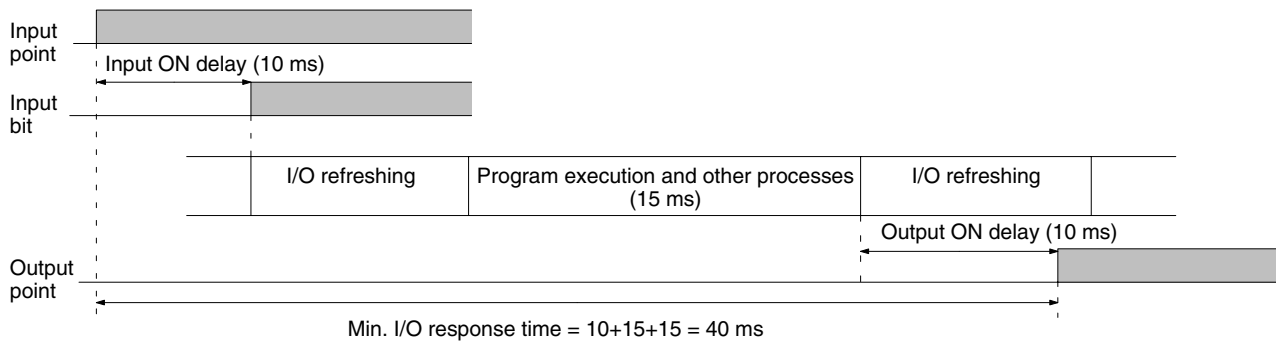 Input
point
Input ON delay (10 ms)
Input
bit
I/O refreshing
Program execution and other processes
(15 ms)
I/O refreshing
Output ON delay (10 ms)
Output
point
Min. I/O response time = 10+15+15 = 40 ms